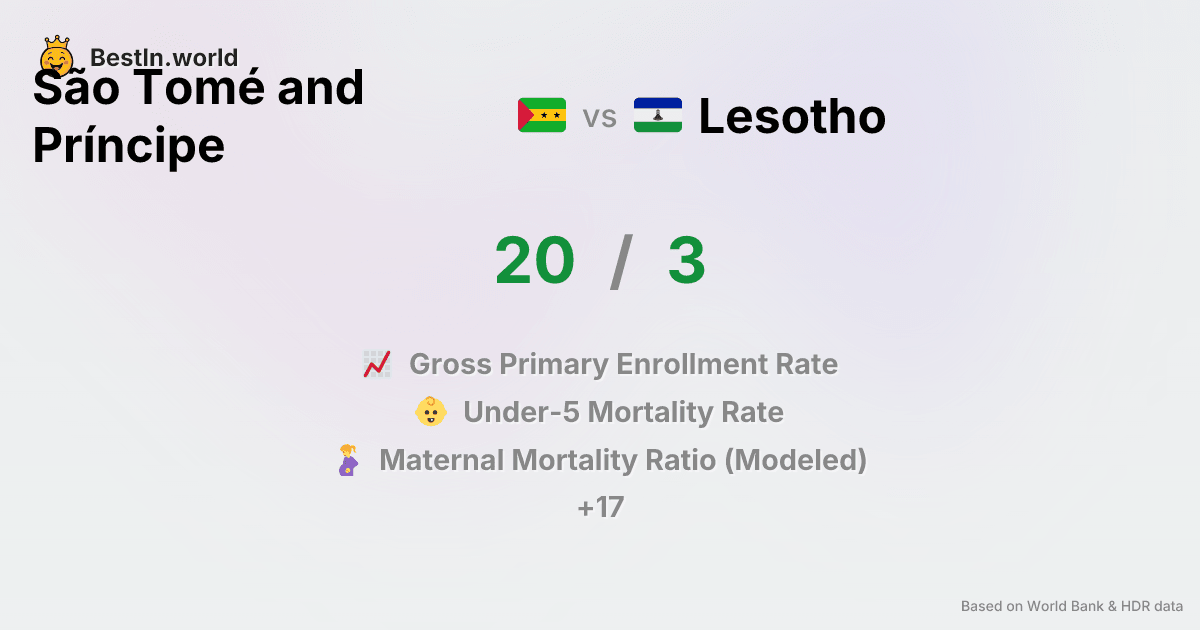 BestIn.world
São Tomé and
Príncipe
vs
Lesotho
20 / 3
Gross Primary Enrollment Rate
Under-5 Mortality Rate
Maternal Mortality Ratio (Modeled)
+17
Based on World Bank & HDR data